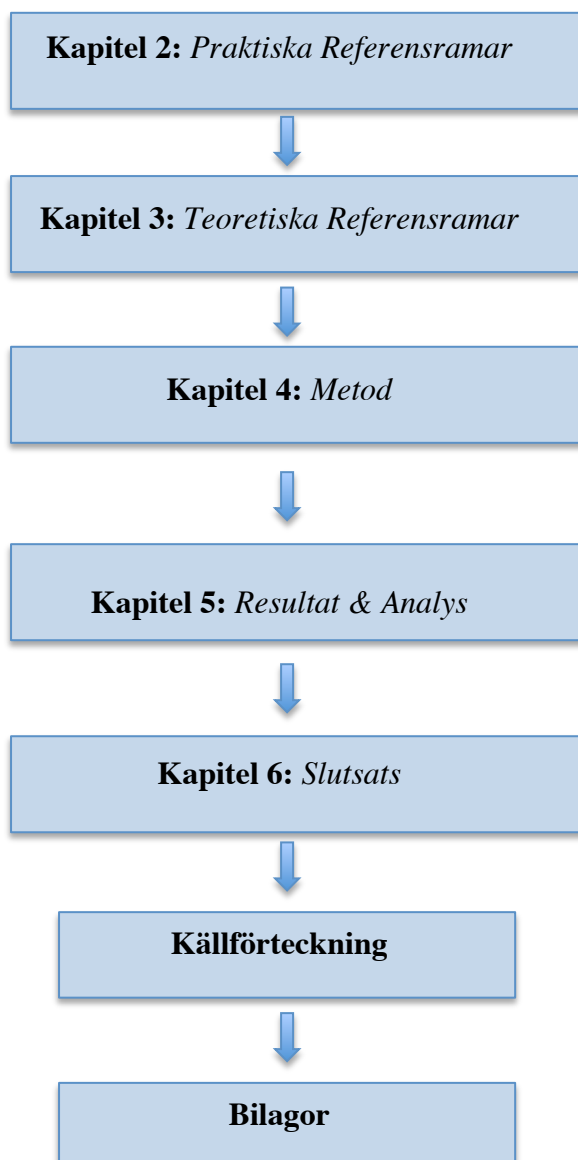 Kapitel 2: Praktiska Referensramar
Kapitel 3: Teoretiska Referensramar
Kapitel 4: Metod
Kapitel 5: Resultat & Analys
Kapitel 6: Slutsats
Källförteckning
Bilagor